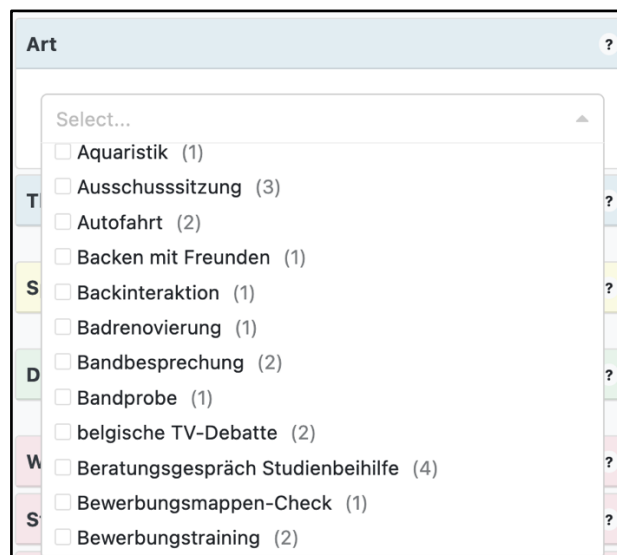 Art ?
Select...
Aquaristik (1)
Ausschusssitzung (3)
T ?
Autofahrt (2)
Backen mit Freunden (1)
S ?
Backinteraktion (1)
Badrenovierung (1)
Bandbesprechung (2)
D ?
Bandprobe (1)
belgische TV-Debatte (2)
W ?
Beratungsgespräch Studienbeihilfe (4)
Bewerbungsmappen-Check (1)
S ?
Bewerbungstraining (2)